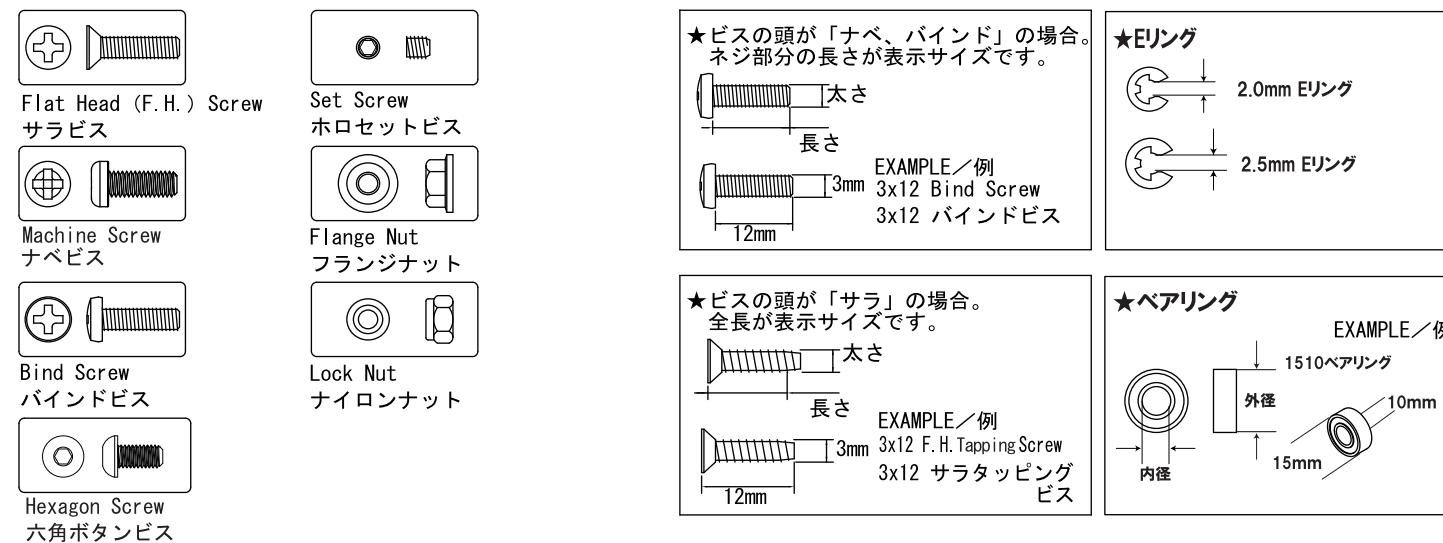 Flat Head (F.H.) Screw
サラビス
Machine Screw
ナベビス
Bind Screw
バインドビス
Hexagon Screw
六角ボタンビス
Set Screw
ホロセットビス
Flange Nut
フランジナット
Lock Nut
ナイロンナット
★ビスの頭が「ナベ、バインド」の場合。
ネジ部分の長さが表示サイズです。
太さ
長さ
EXAMPLE／例
3mm
3x12 Bind Screw
3x12 バインドビス
12mm
★ビスの頭が「サラ」の場合。
全長が表示サイズです。
太さ
長さ
EXAMPLE／例
3mm
3x12 F.H. Tapping Screw
3x12 サラタッピング
ビス
12mm
★Eリング
2.0mm Eリング
2.5mm Eリング
★ベアリング
EXAMPLE／例
1510ベアリング
外径
10mm
15mm
内径